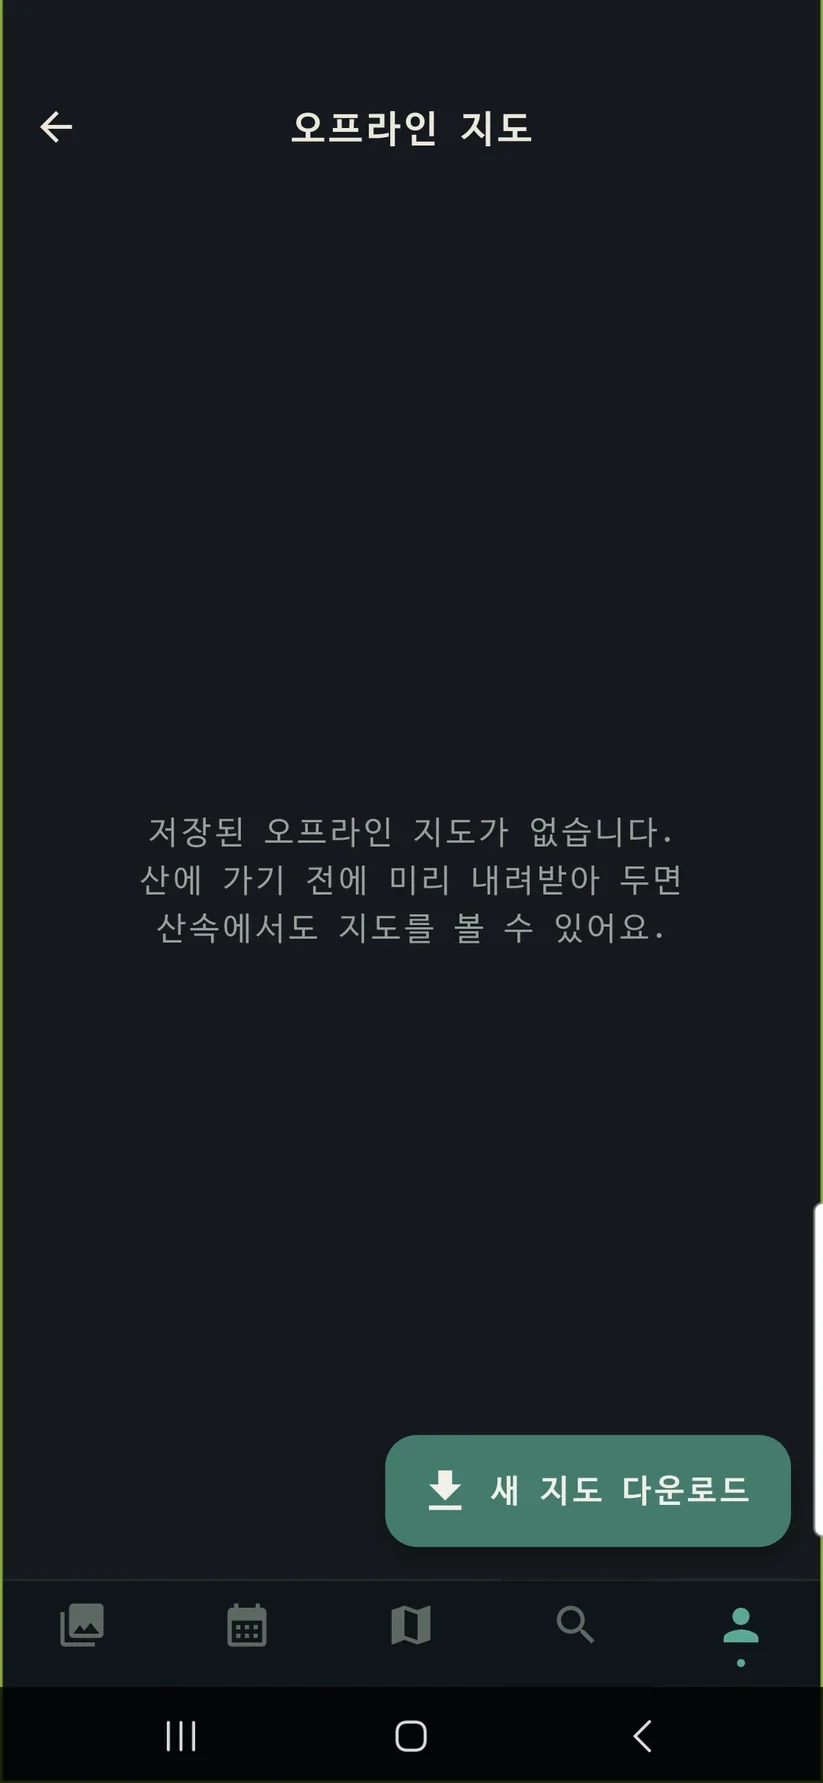 오프라인 지도
저장된 오프라인 지도가 없습니다.
산에 가기 전에 미리 내려받아 두면
산속에서도 지도를 볼 수 있어요.
새 지도 다운로드